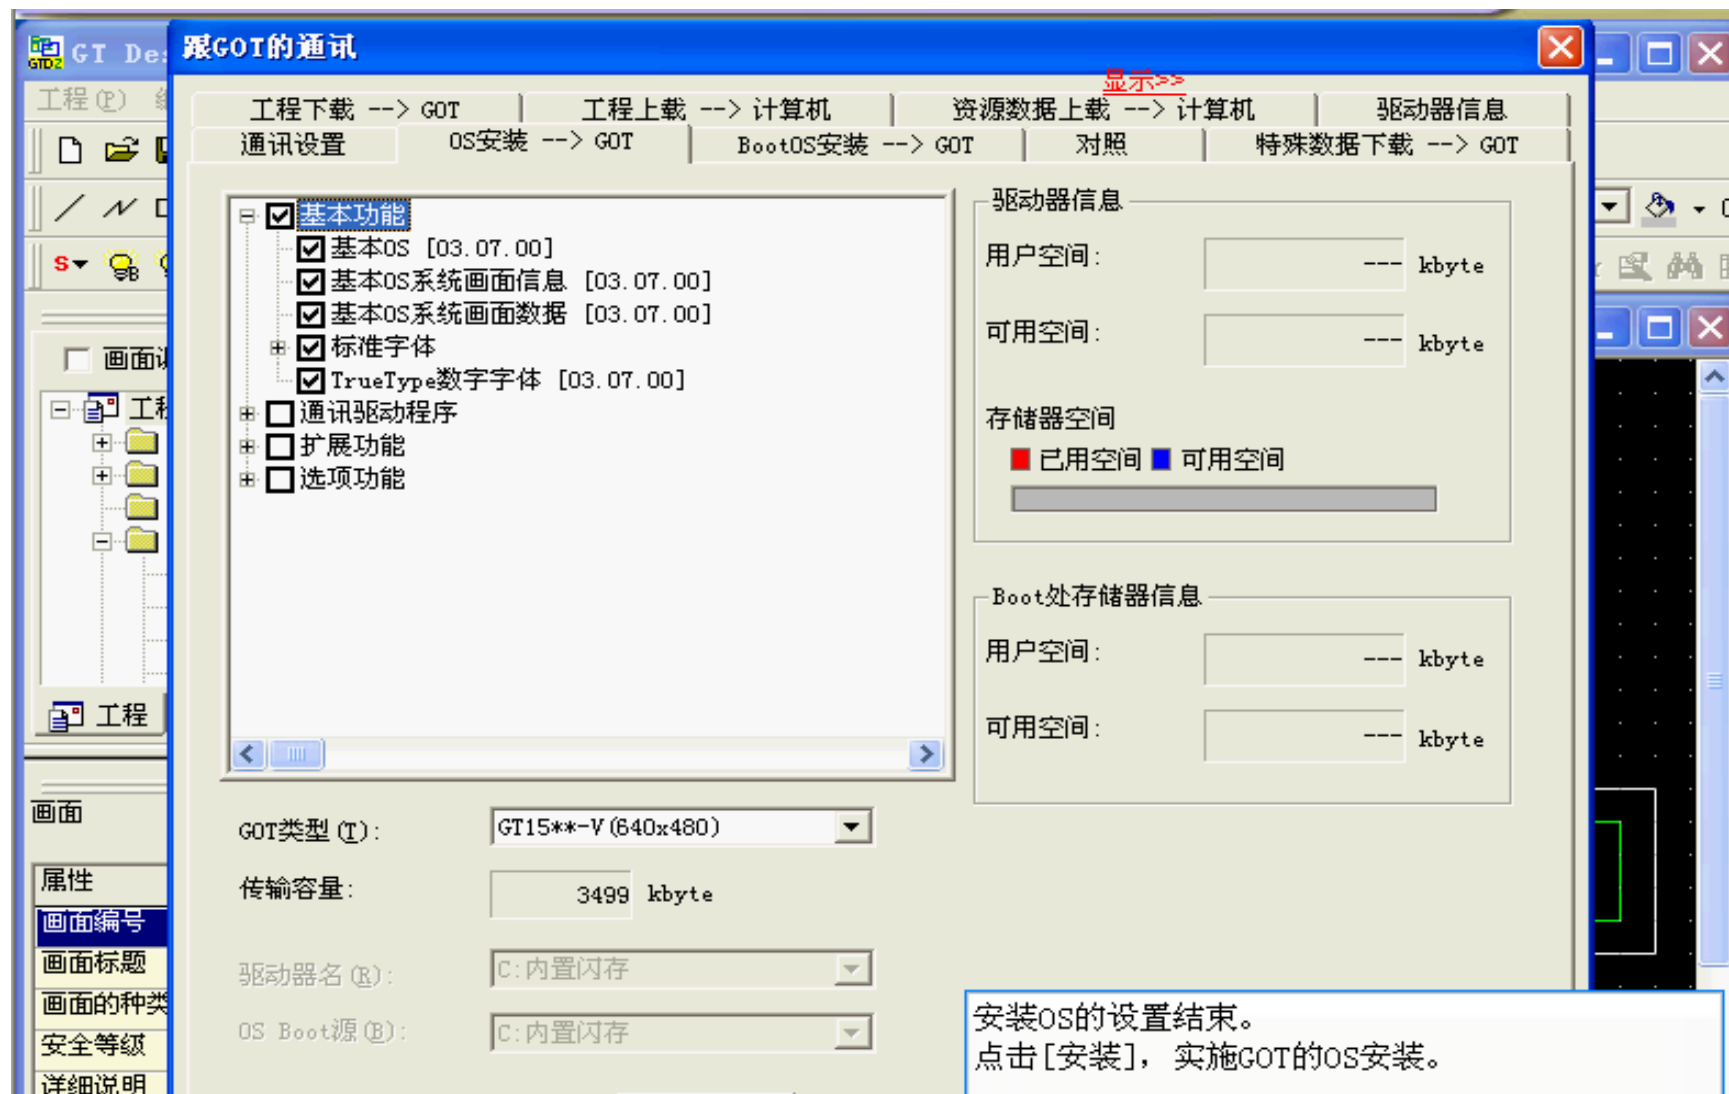 GT De
跟GOT的通讯
显示>>
工程(P)
工程下载 --> GOT
工程上载 --> 计算机
资源数据上载 --> 计算机
驱动器信息
通讯设置
OS安装 --> GOT
BootOS安装 --> GOT
对照
特殊数据下载 --> GOT
基本功能
基本OS [03.07.00]
基本OS系统画面信息 [03.07.00]
基本OS系统画面数据 [03.07.00]
标准字体
TrueType数字字体 [03.07.00]
通讯驱动程序
扩展功能
选项功能
驱动器信息
用户空间:
--- kbyte
可用空间:
--- kbyte
存储器空间
已用空间
可用空间
Boot处存储器信息
用户空间:
--- kbyte
可用空间:
--- kbyte
GOT类型(T):
GT15**-V(640x480)
传输容量:
3499 kbyte
驱动器名(R):
C:内置闪存
OS Boot源(B):
C:内置闪存
S
B
画面
工程
工程
画面
属性
画面编号
画面标题
画面的种类
安全等级
详细说明
安装OS的设置结束。
点击[安装]，实施GOT的OS安装。